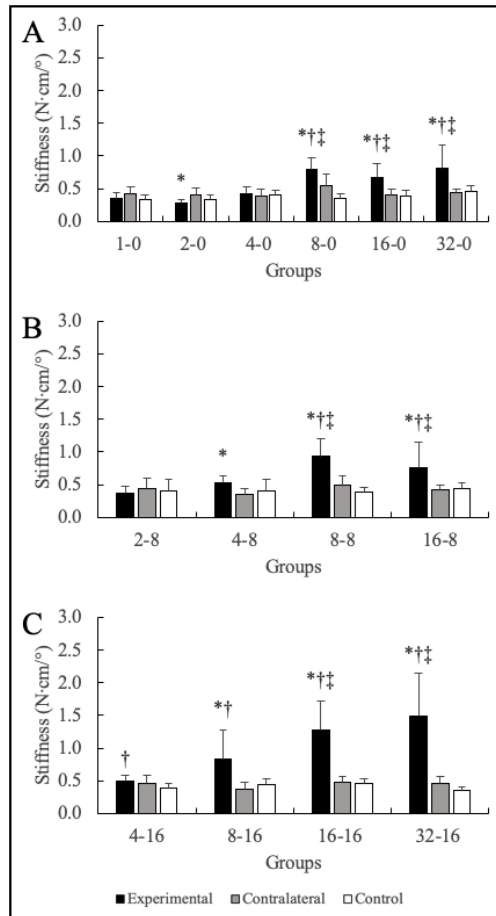 A
Stiffness (N·cm/°)
3.0
2.5
2.0
1.5
1.0
0.5
0.0
*
*†‡
*†‡
*†‡
1-0 2-0 4-0 8-0 16-0 32-0
Groups
B
Stiffness (N·cm/°)
3.0
2.5
2.0
1.5
1.0
0.5
0.0
*
*†‡
*†‡
2-8 4-8 8-8 16-8
Groups
C
Stiffness (N·cm/°)
3.0
2.5
2.0
1.5
1.0
0.5
0.0
†
*†
*†‡
*†‡
4-16 8-16 16-16 32-16
Groups
Experimental Contralateral Control